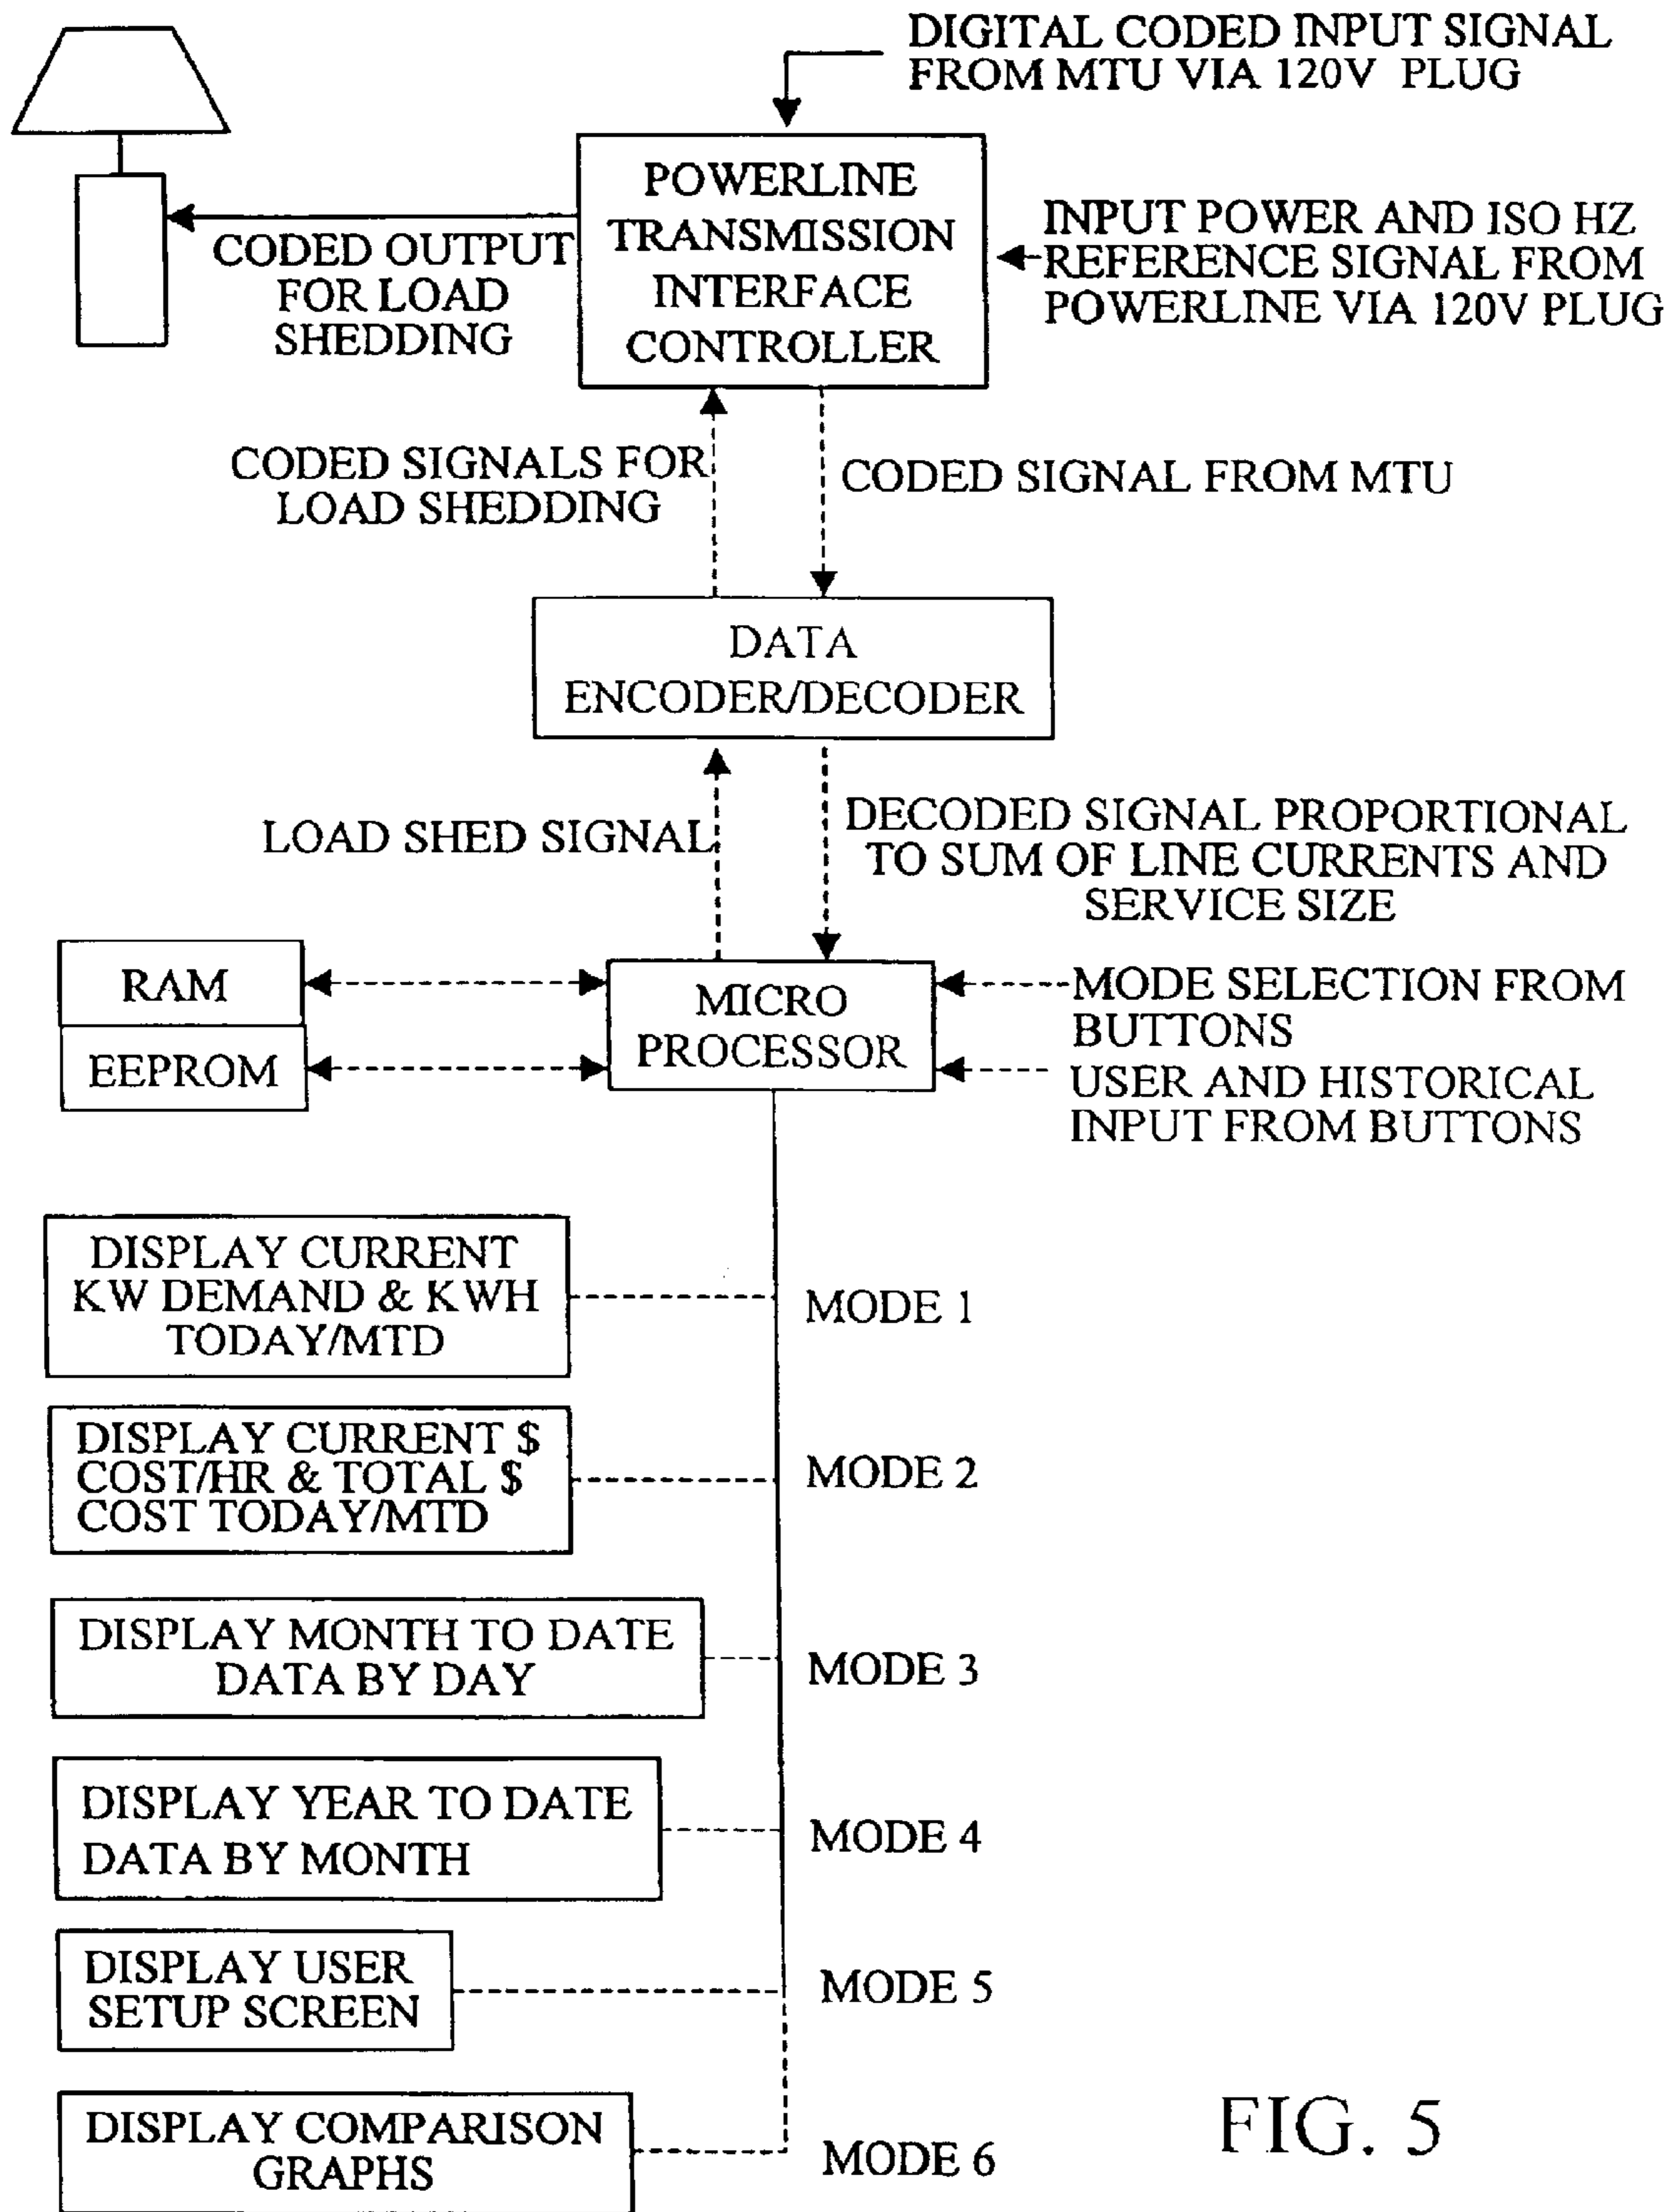 DIGITAL CODED INPUT SIGNAL
FROM MTU VIA 120V PLUG
POWERLINE
TRANSMISSION
INTERFACE
CONTROLLER
INPUT POWER AND ISO HZ
REFERENCE SIGNAL FROM
POWERLINE VIA 120V PLUG
CODED OUTPUT
FOR LOAD
SHEDDING
CODED SIGNALS FOR
LOAD SHEDDING
CODED SIGNAL FROM MTU
DATA
ENCODER/DECODER
LOAD SHED SIGNAL
DECODED SIGNAL PROPORTIONAL
TO SUM OF LINE CURRENTS AND
SERVICE SIZE
RAM
EEPROM
MICRO
PROCESSOR
MODE SELECTION FROM
BUTTONS
USER AND HISTORICAL
INPUT FROM BUTTONS
DISPLAY CURRENT
KW DEMAND & KWH
TODAY/MTD
MODE 1
DISPLAY CURRENT $
COST/HR & TOTAL $
COST TODAY/MTD
MODE 2
DISPLAY MONTH TO DATE
DATA BY DAY
MODE 3
DISPLAY YEAR TO DATE
DATA BY MONTH
MODE 4
DISPLAY USER
SETUP SCREEN
MODE 5
DISPLAY COMPARISON
GRAPHS
MODE 6
FIG. 5